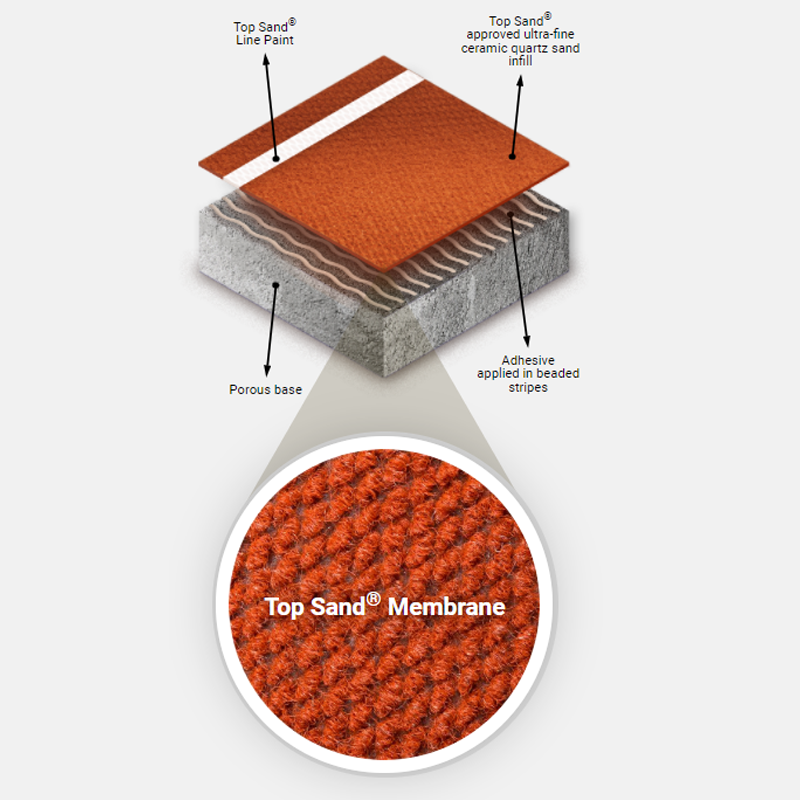 Top Sand®
Line Paint
Top Sand®
approved ultra-fine
ceramic quartz sand
infill
Porous base
Adhesive
applied in beaded
stripes
Top Sand® Membrane